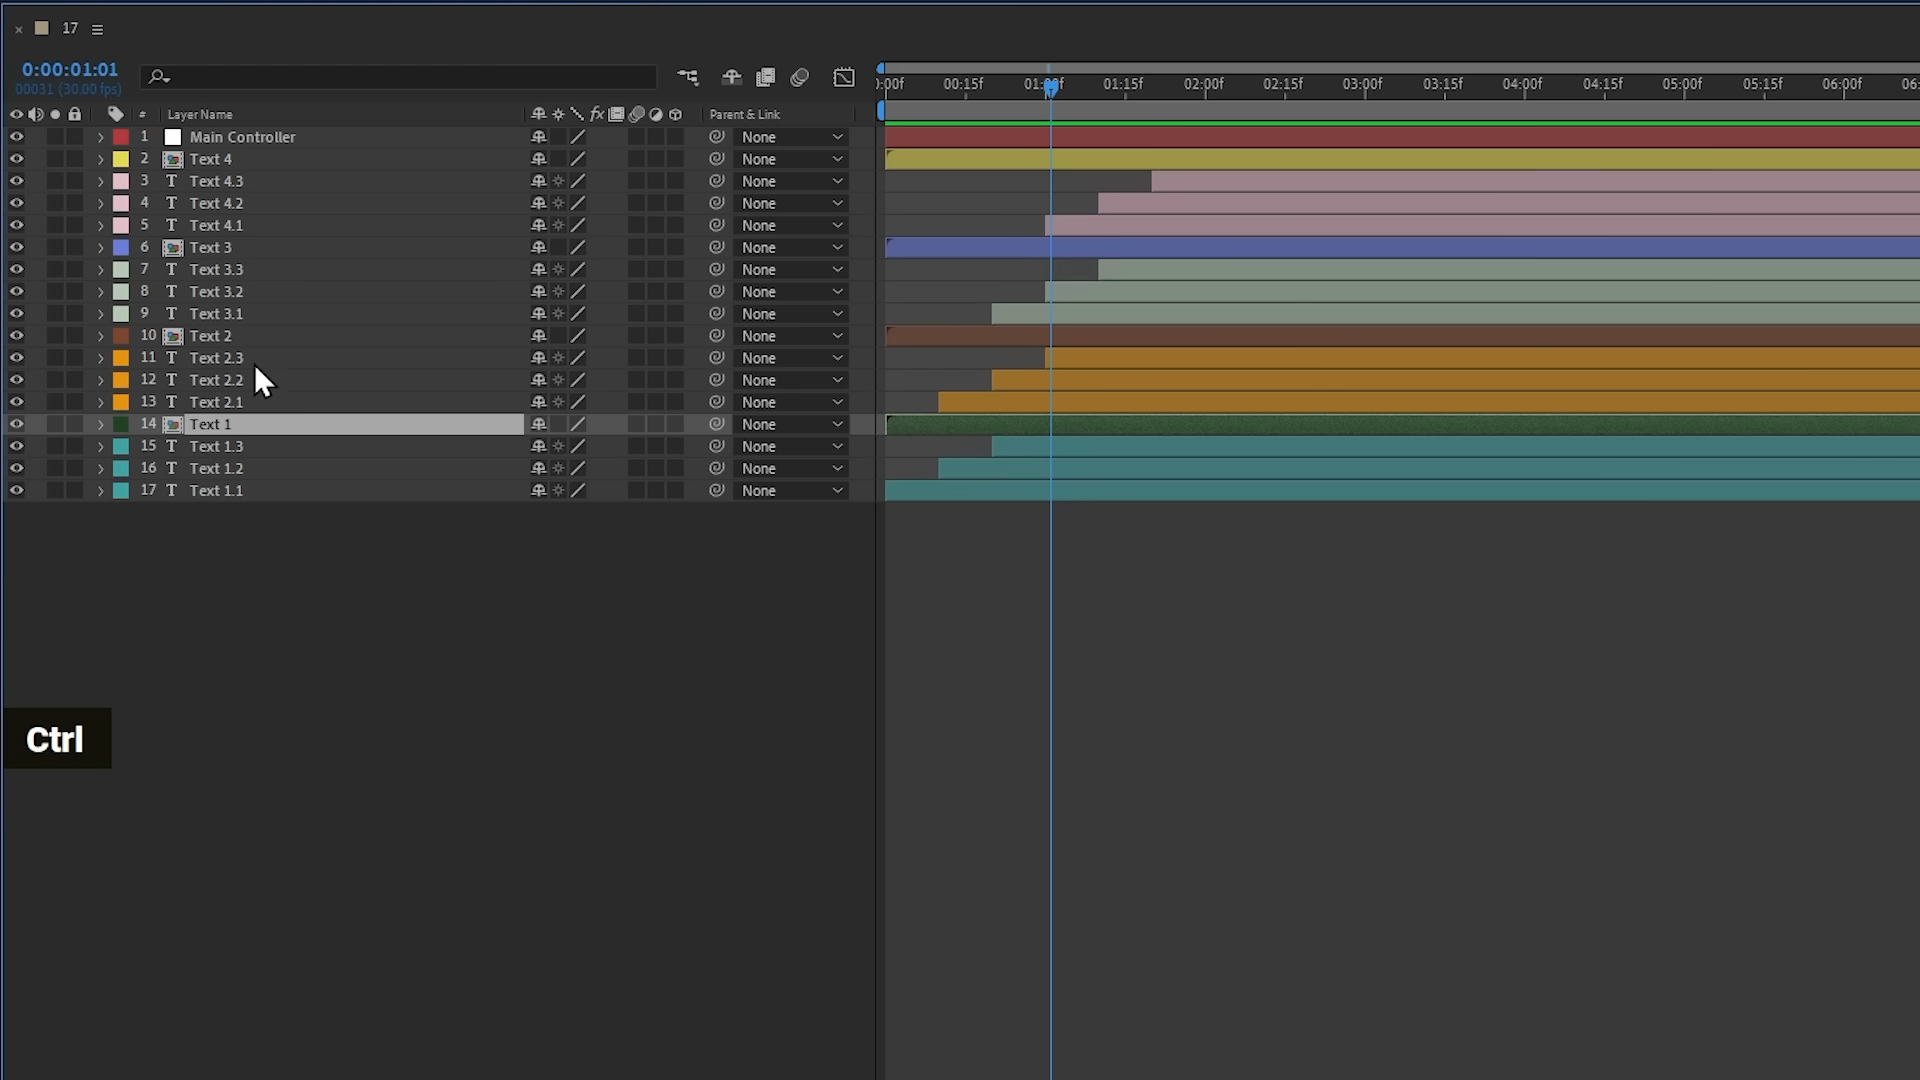 17
0:00:01:01
00031 (30.00 fps)
:00f 00:15f 01:00f 01:15f 02:00f 02:15f 03:00f 03:15f 04:00f 04:15f 05:00f 05:15f 06:00f 06:
# Layer Name fx Parent & Link
1 Main Controller None
2 Text 4 None
3 T Text 4.3 None
4 T Text 4.2 None
5 T Text 4.1 None
6 Text 3 None
7 T Text 3.3 None
8 T Text 3.2 None
9 T Text 3.1 None
10 Text 2 None
11 T Text 2.3 None
12 T Text 2.2 None
13 T Text 2.1 None
14 Text 1 None
15 T Text 1.3 None
16 T Text 1.2 None
17 T Text 1.1 None
Ctrl